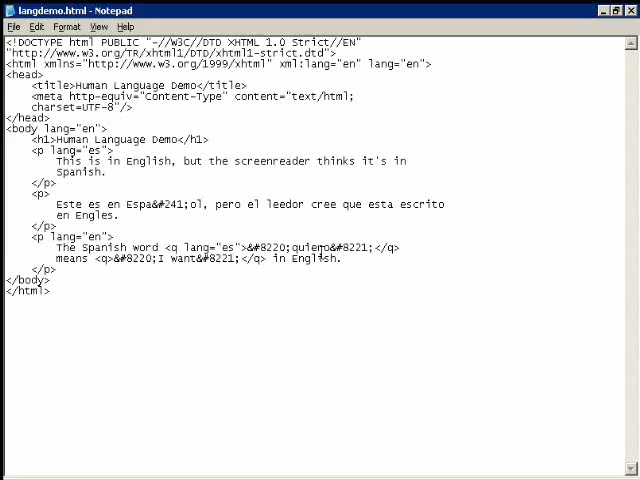 langdemo.html - Notepad
File Edit Format View Help
<!DOCTYPE html PUBLIC "-//W3C//DTD XHTML 1.0 Strict//EN"
"http://www.w3.org/TR/xhtml1/DTD/xhtml1-strict.dtd">
<html xmlns="http://www.w3.org/1999/xhtml" xml:lang="en" lang="en">
<head>
    <title>Human Language Demo</title>
    <meta http-equiv="Content-Type" content="text/html;
    charset=UTF-8"/>
</head>
<body lang="en">
    <h1>Human Language Demo</h1>
    <p lang="es">
        This is in English, but the screenreader thinks it's in
        Spanish.
    </p>
    <p>
        Este es en Espa&#241;ol, pero el leedor cree que esta escrito
        en Engles.
    </p>
    <p lang="en">
        The Spanish word <q lang="es">&#8220;quiero&#8221;</q>
        means <q>&#8220;I want&#8221;</q> in English.
    </p>
</body>
</html>